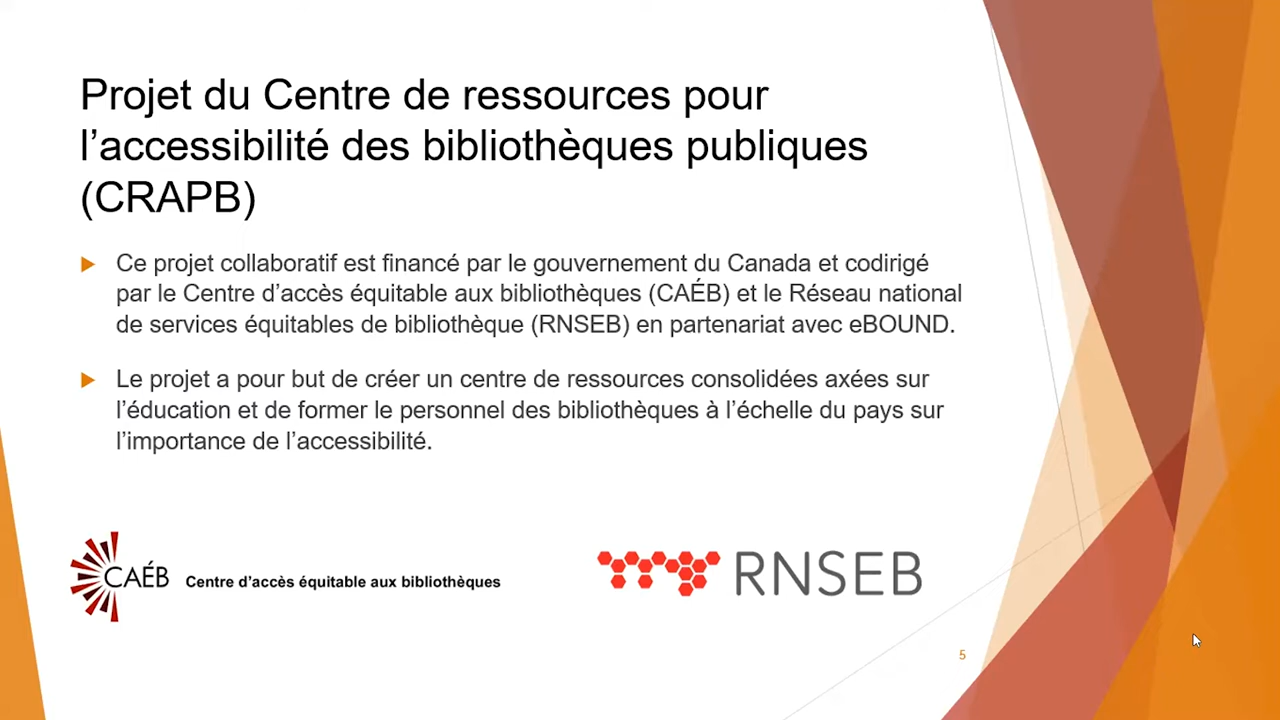 Projet du Centre de ressources pour
l’accessibilité des bibliothèques publiques
(CRAPB)
Ce projet collaboratif est financé par le gouvernement du Canada et codirigé
par le Centre d’accès équitable aux bibliothèques (CAÉB) et le Réseau national
de services équitables de bibliothèque (RNSEB) en partenariat avec eBOUND.
Le projet a pour but de créer un centre de ressources consolidées axées sur
l’éducation et de former le personnel des bibliothèques à l’échelle du pays sur
l’importance de l’accessibilité.
CAÉB Centre d’accès équitable aux bibliothèques
RNSEB
5